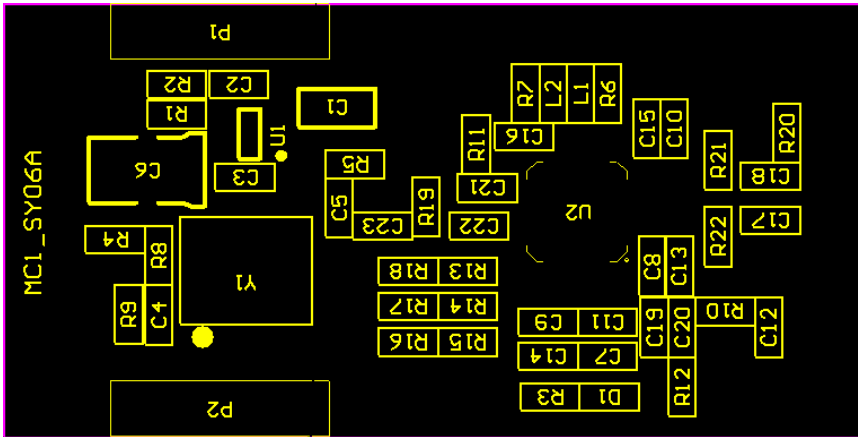 P1
R2 C2
R1
C1
U1
C6
C3
R7 L2 L1 R6
C16
R11
C15 C10
R21
R20
C18
R5
C5
C23
R19
C21
C22
U2
C17
R22
MC1_SY06A
R4
R8
Y1
R9 C4
R18 R13
R17 R14
R16 R15
C8 C13
C9 C11
C14 C7
C19 C20
R10
C12
R12
R3 D1
P2